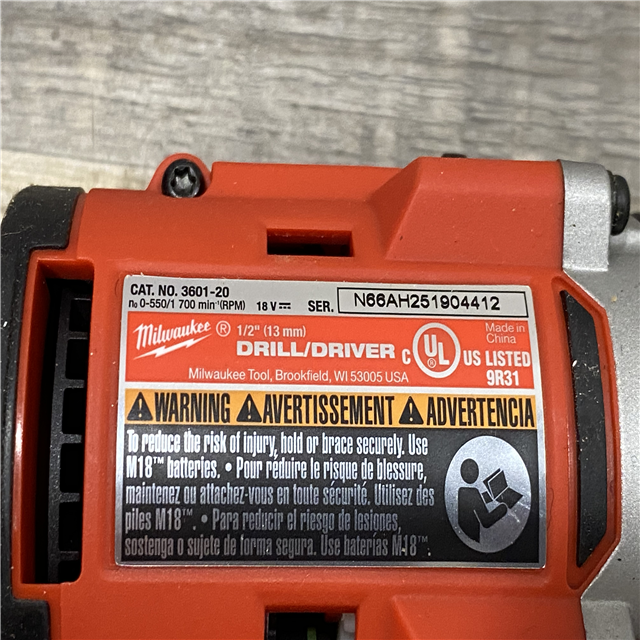 CAT. NO. 3601-20
n₀ 0-550/1 700 min⁻¹(RPM) 18 V⎓ SER. N66AH251904412
Milwaukee ® 1/2" (13 mm)
DRILL/DRIVER
Milwaukee Tool, Brookfield, WI 53005 USA
C UL ® US LISTED
9R31
Made in
China
WARNING AVERTISSEMENT ADVERTENCIA
To reduce the risk of injury, hold or brace securely. Use
M18™ batteries. • Pour réduire le risque de blessure,
maintenez ou attachez-vous en toute sécurité. Utilisez des
piles M18™. • Para reducir el riesgo de lesiones,
sostenga o sujete de forma segura. Use baterías M18™.